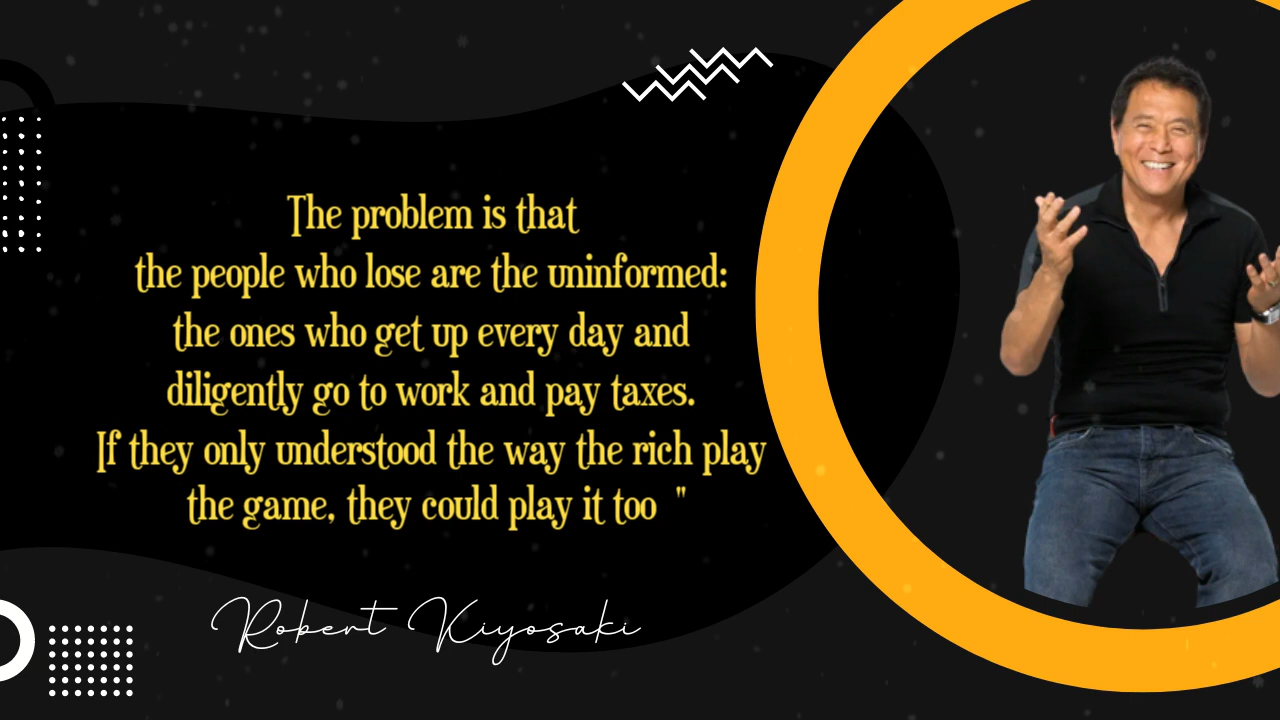 The problem is that
the people who lose are the uninformed:
the ones who get up every day and
diligently go to work and pay taxes.
If they only understood the way the rich play
the game, they could play it too "
Robert Kiyosaki